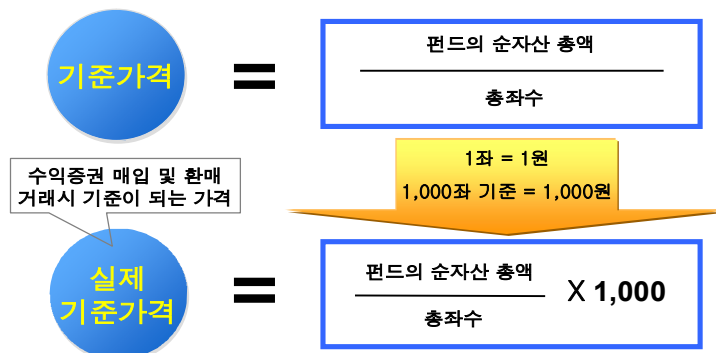 기준가격
=
펀드의 순자산 총액
총좌수
1좌 = 1원
1,000좌 기준 = 1,000원
수익증권 매입 및 환매
거래시 기준이 되는 가격
실제
기준가격
=
펀드의 순자산 총액
총좌수
X 1,000